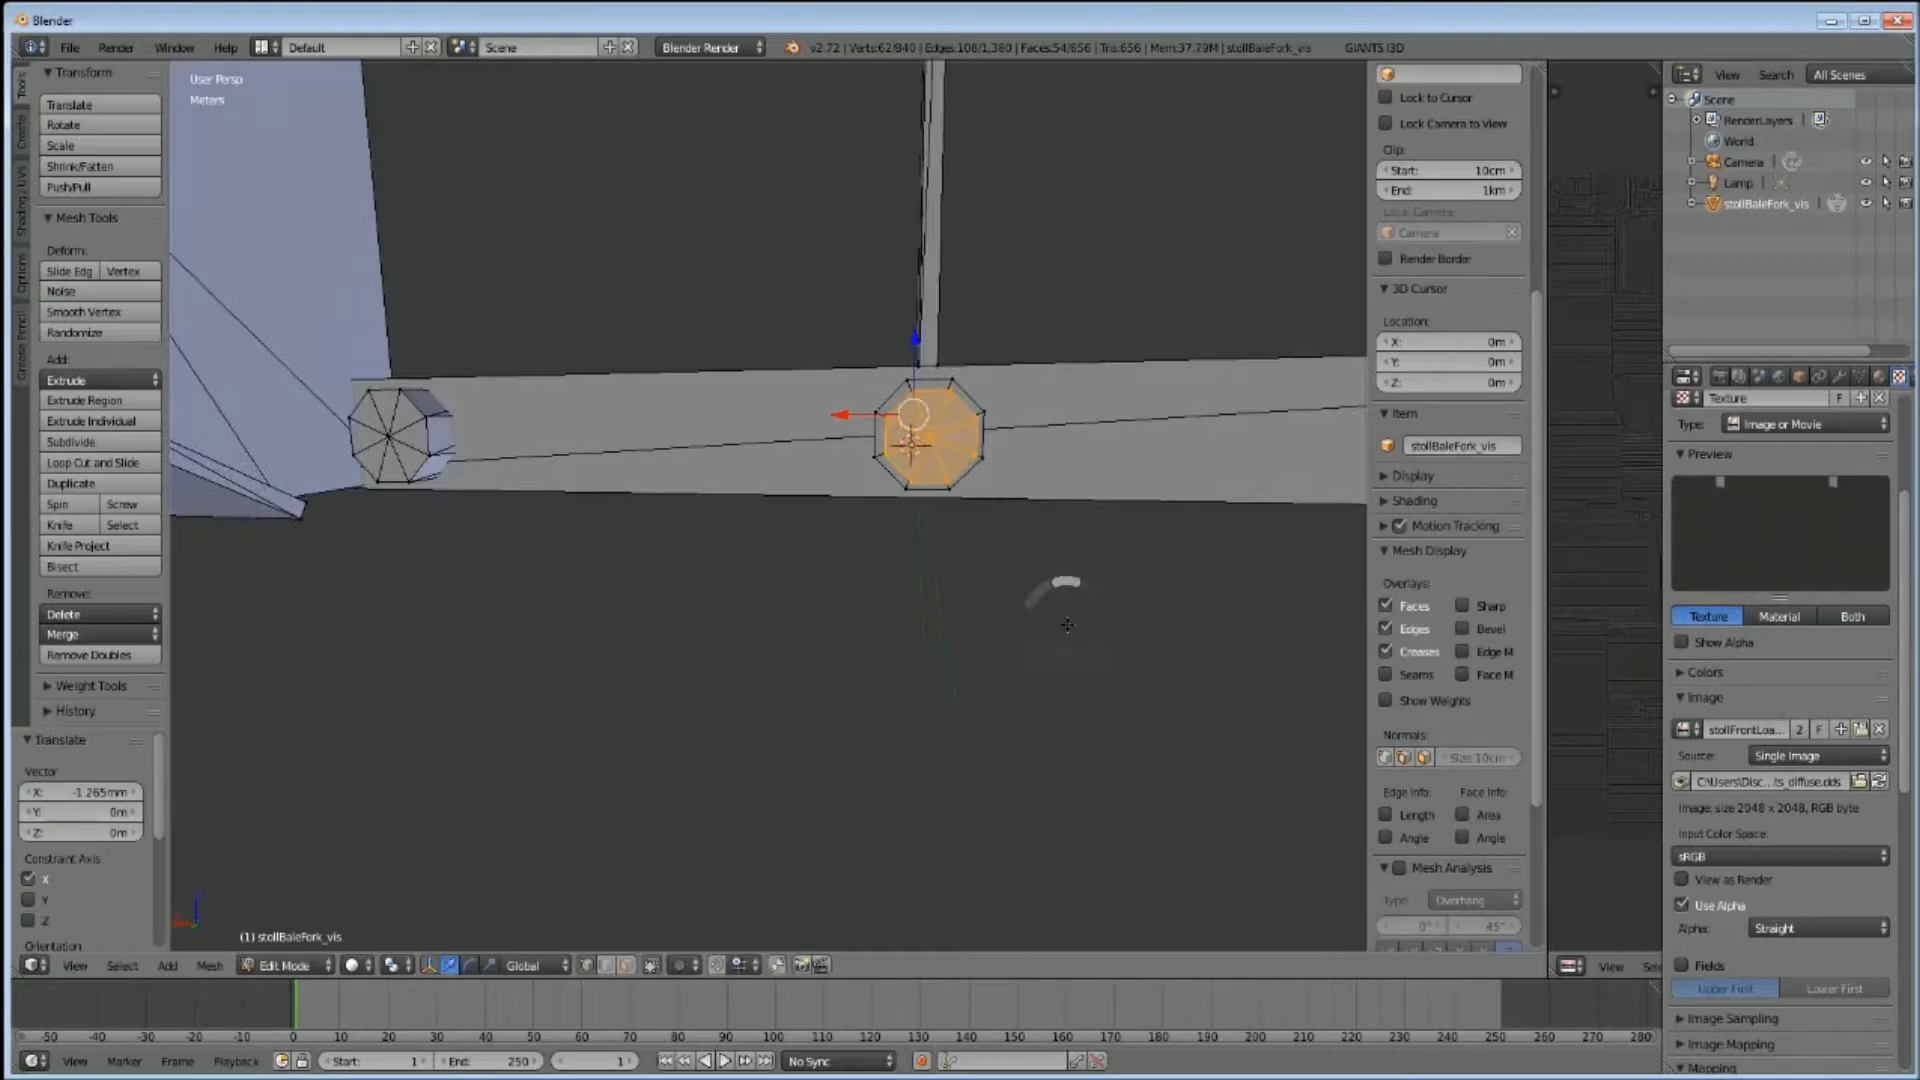 Blender
File Render Window Help Default Scene Blender Render v2.72 | Verts:62/840 | Edges:108/1,380 | Faces:54/656 | Tris:656 | Mem:37.79M | stollBaleFork_vis GIANTS I3D
Tools
Create
Shading / UVs
Options
Grease Pencil
Transform
Translate
Rotate
Scale
Shrink/Fatten
Push/Pull
Mesh Tools
Deform:
Slide Edg Vertex
Noise
Smooth Vertex
Randomize
Add:
Extrude
Extrude Region
Extrude Individual
Subdivide
Loop Cut and Slide
Duplicate
Spin Screw
Knife Select
Knife Project
Bisect
Remove:
Delete
Merge
Remove Doubles
Weight Tools
History
Translate
Vector
X: -1.265mm
Y: 0m
Z: 0m
Constraint Axis
X
Y
Z
Orientation
User Persp
Meters
(1) stollBaleFork_vis
Lock to Cursor
Lock Camera to View
Clip:
Start: 10cm
End: 1km
Local Camera:
Camera
Render Border
3D Cursor
Location:
X: 0m
Y: 0m
Z: 0m
Item
stollBaleFork_vis
Display
Shading
Motion Tracking
Mesh Display
Overlays:
Faces Sharp
Edges Bevel
Creases Edge M
Seams Face M
Show Weights
Normals:
Size:10cm
Edge Info: Face Info:
Length Area
Angle Angle
Mesh Analysis
Type: Overhang
0° 45°
View Search All Scenes
Scene
RenderLayers
World
Camera
Lamp
stollBaleFork_vis
Texture F
Type: Image or Movie
Preview
Texture Material Both
Show Alpha
Colors
Image
stollFrontLoa... 2 F
Source: Single Image
C:\Users\Disc...ts_diffuse.dds
Image: size 2048 x 2048, RGB byte
Input Color Space:
sRGB
View as Render
Use Alpha
Alpha: Straight
Fields
Upper First Lower First
Image Sampling
Image Mapping
Mapping
View Select Add Mesh Edit Mode Global
View Sele
-50 -40 -30 -20 -10 0 10 20 30 40 50 60 70 80 90 100 110 120 130 140 150 160 170 180 190 200 210 220 230 240 250 260 270 280
View Marker Frame Playback Start: 1 End: 250 1 No Sync